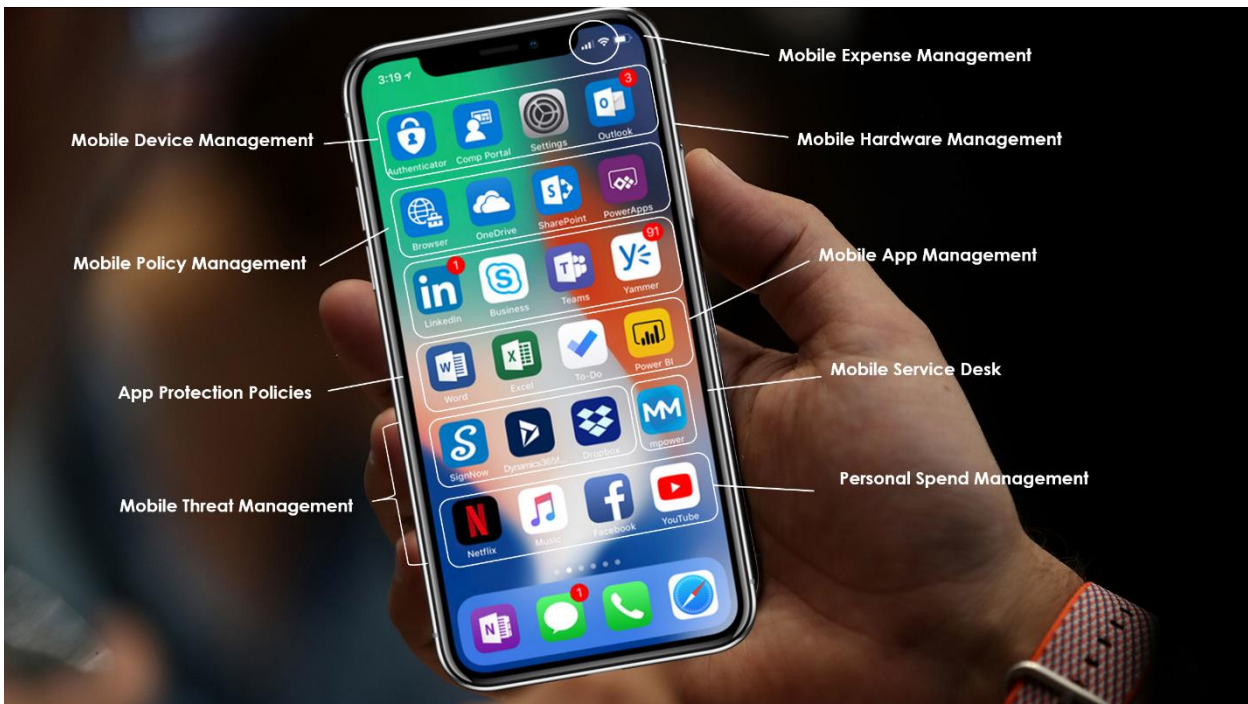 Mobile Expense Management
3:19
3
Mobile Device Management
Mobile Hardware Management
Authenticator Comp Portal Settings Outlook
Browser OneDrive SharePoint PowerApps
Mobile Policy Management
Mobile App Management
1
91
in
S
T
Y
LinkedIn Business Teams Yammer
W
X
Word Excel To-Do Power BI
App Protection Policies
Mobile Service Desk
S
MM
SignNow Dynamics365f Dropbox mpower
Mobile Threat Management
Personal Spend Management
N
Netflix Music Facebook YouTube
N
1